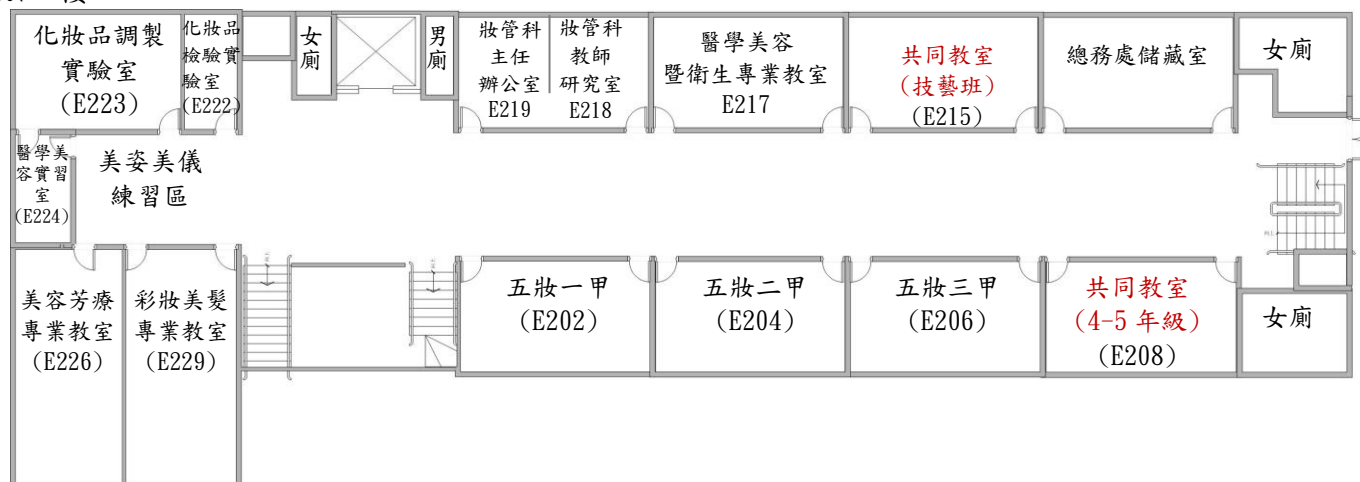 化妝品調製
實驗室
(E223)
化妝品
檢驗實
驗室
(E222)
女廁
男廁
妝管科
主任
辦公室
E219
妝管科
教師
研究室
E218
醫學美容
暨衛生專業教室
E217
共同教室
(技藝班)
(E215)
總務處儲藏室
女廁
醫學美
容實習
室
(E224)
美姿美儀
練習區
美容芳療
專業教室
(E226)
彩妝美髮
專業教室
(E229)
五妝一甲
(E202)
五妝二甲
(E204)
五妝三甲
(E206)
共同教室
(4-5 年級)
(E208)
女廁